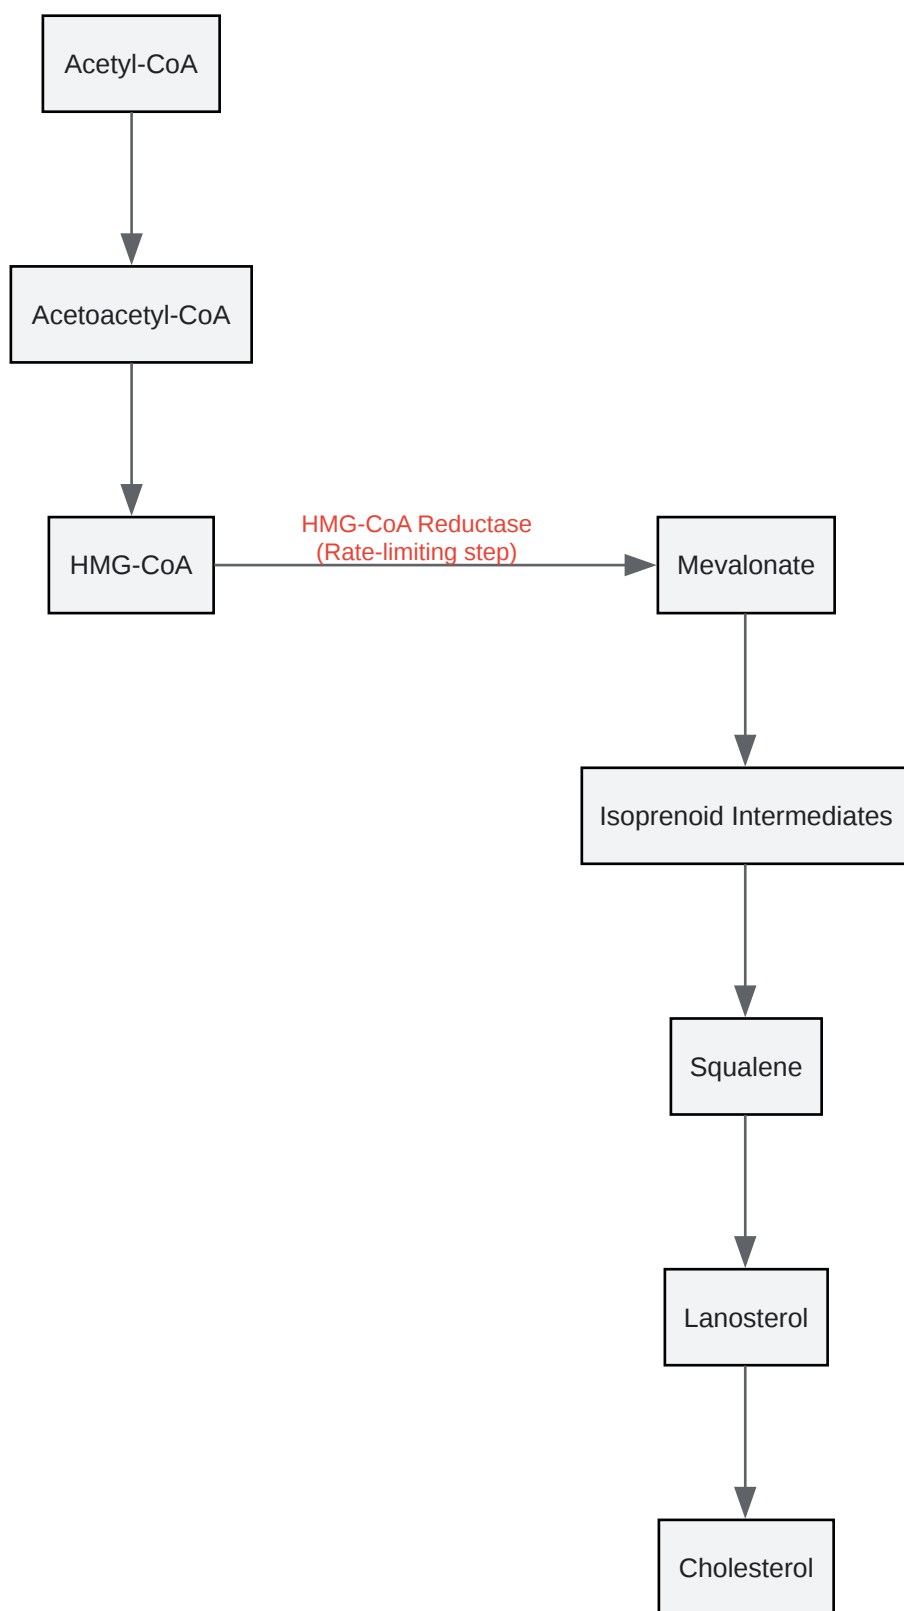 Acetyl-CoA
Acetoacetyl-CoA
HMG-CoA
HMG-CoA Reductase
(Rate-limiting step)
Mevalonate
Isoprenoid Intermediates
Squalene
Lanosterol
Cholesterol